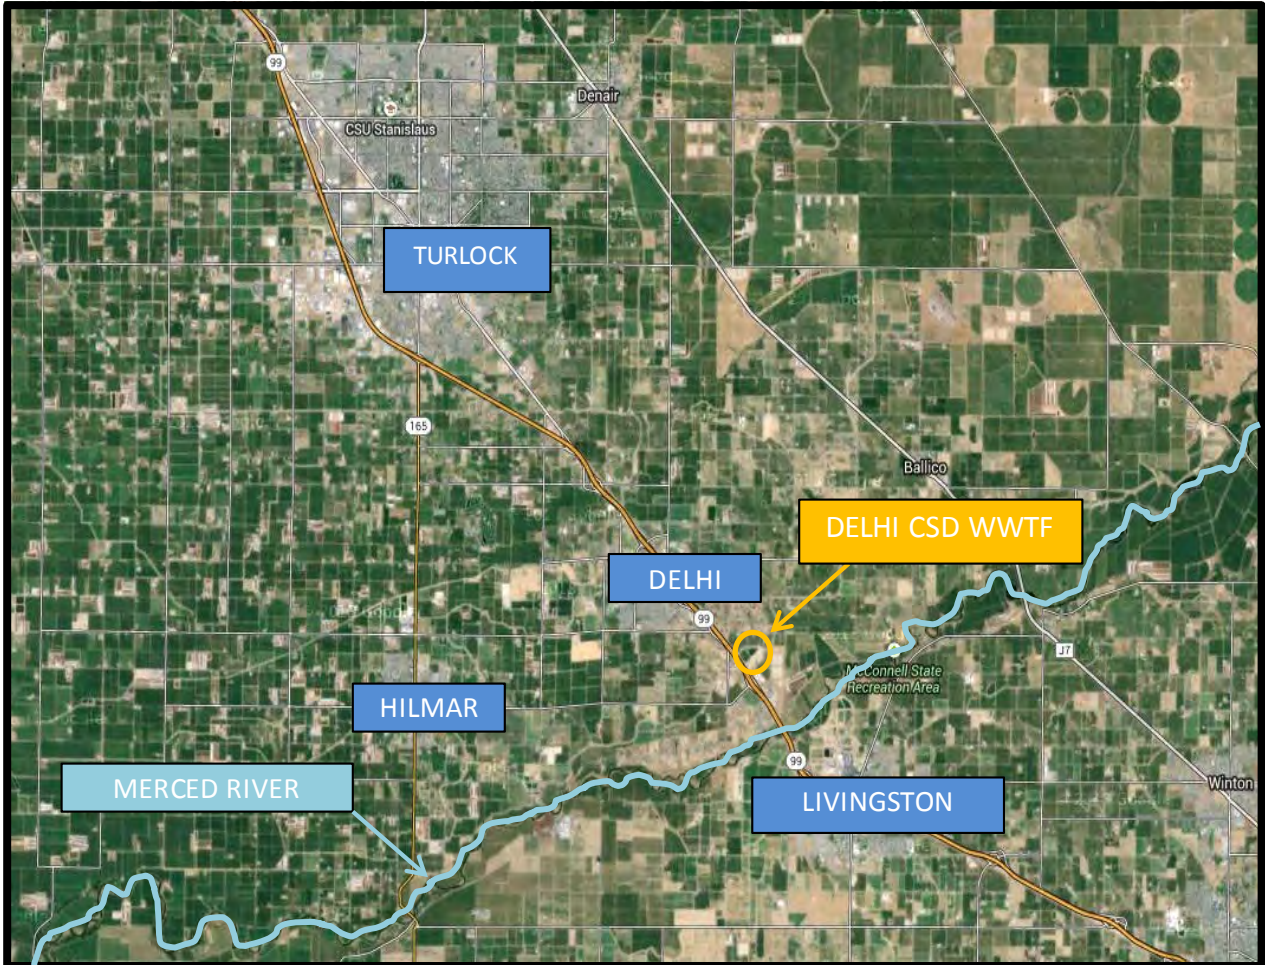 99
Denair
CSU Stanislaus
TURLOCK
165
Ballico
DELHI CSD WWTF
DELHI
99
J7
McConnell State
Recreation Area
HILMAR
99
MERCED RIVER
Winton
LIVINGSTON